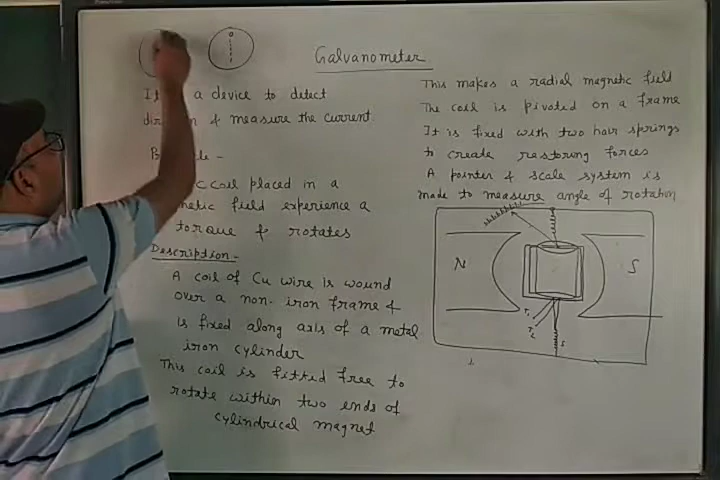 Galvanometer
It a device to detect
dirn & measure the current.
c coil placed in a
netic field experience a
torque & rotates
Description-
A coil of Cu wire is wound
over a non-iron frame &
is fixed along axis of a metal
iron cylinder
This coil is fitted free to
rotate within two ends of
cylindrical magnet
This makes a radial magnetic field
The coil is pivoted on a frame
It is fixed with two hair springs
to create restoring forces
A pointer & scale system is
made to measure angle of rotation
N
S
T1
T2
S